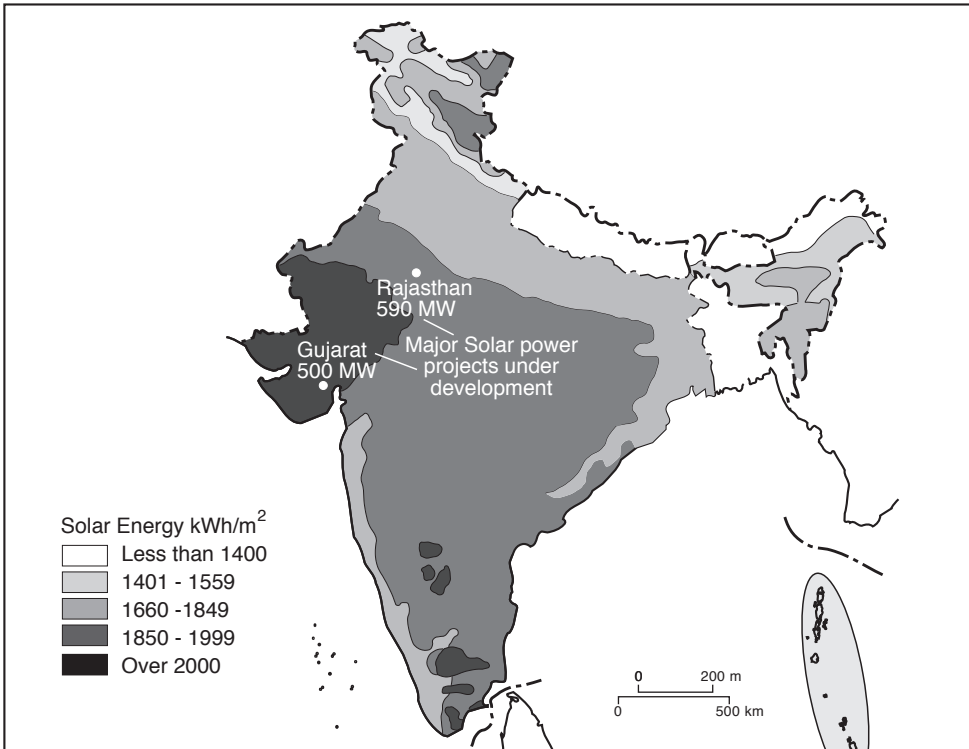 Rajasthan
590 MW
Gujarat
500 MW
Major Solar power
projects under
development
Solar Energy kWh/m²
Less than 1400
1401 - 1559
1660 -1849
1850 - 1999
Over 2000
0 200 m
0 500 km